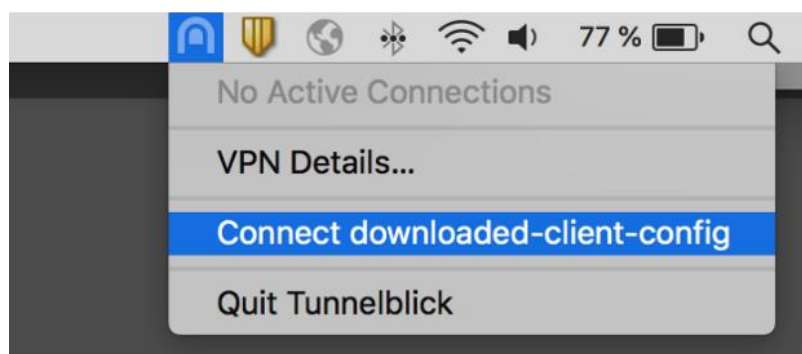 77 %
No Active Connections
VPN Details...
Connect downloaded-client-config
Quit Tunnelblick